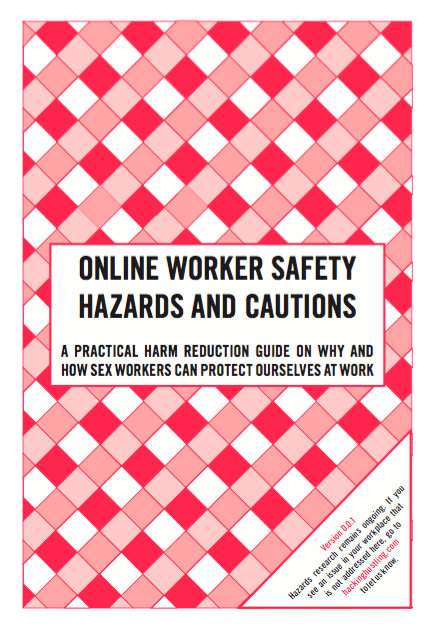 ONLINE WORKER SAFETY
HAZARDS AND CAUTIONS
A PRACTICAL HARM REDUCTION GUIDE ON WHY AND
HOW SEX WORKERS CAN PROTECT OURSELVES AT WORK
Version 0.0.1
Hazards research remains ongoing. If you
see an issue in your workplace that
is not addressed here, go to
hackinghustling.com
to let us know.